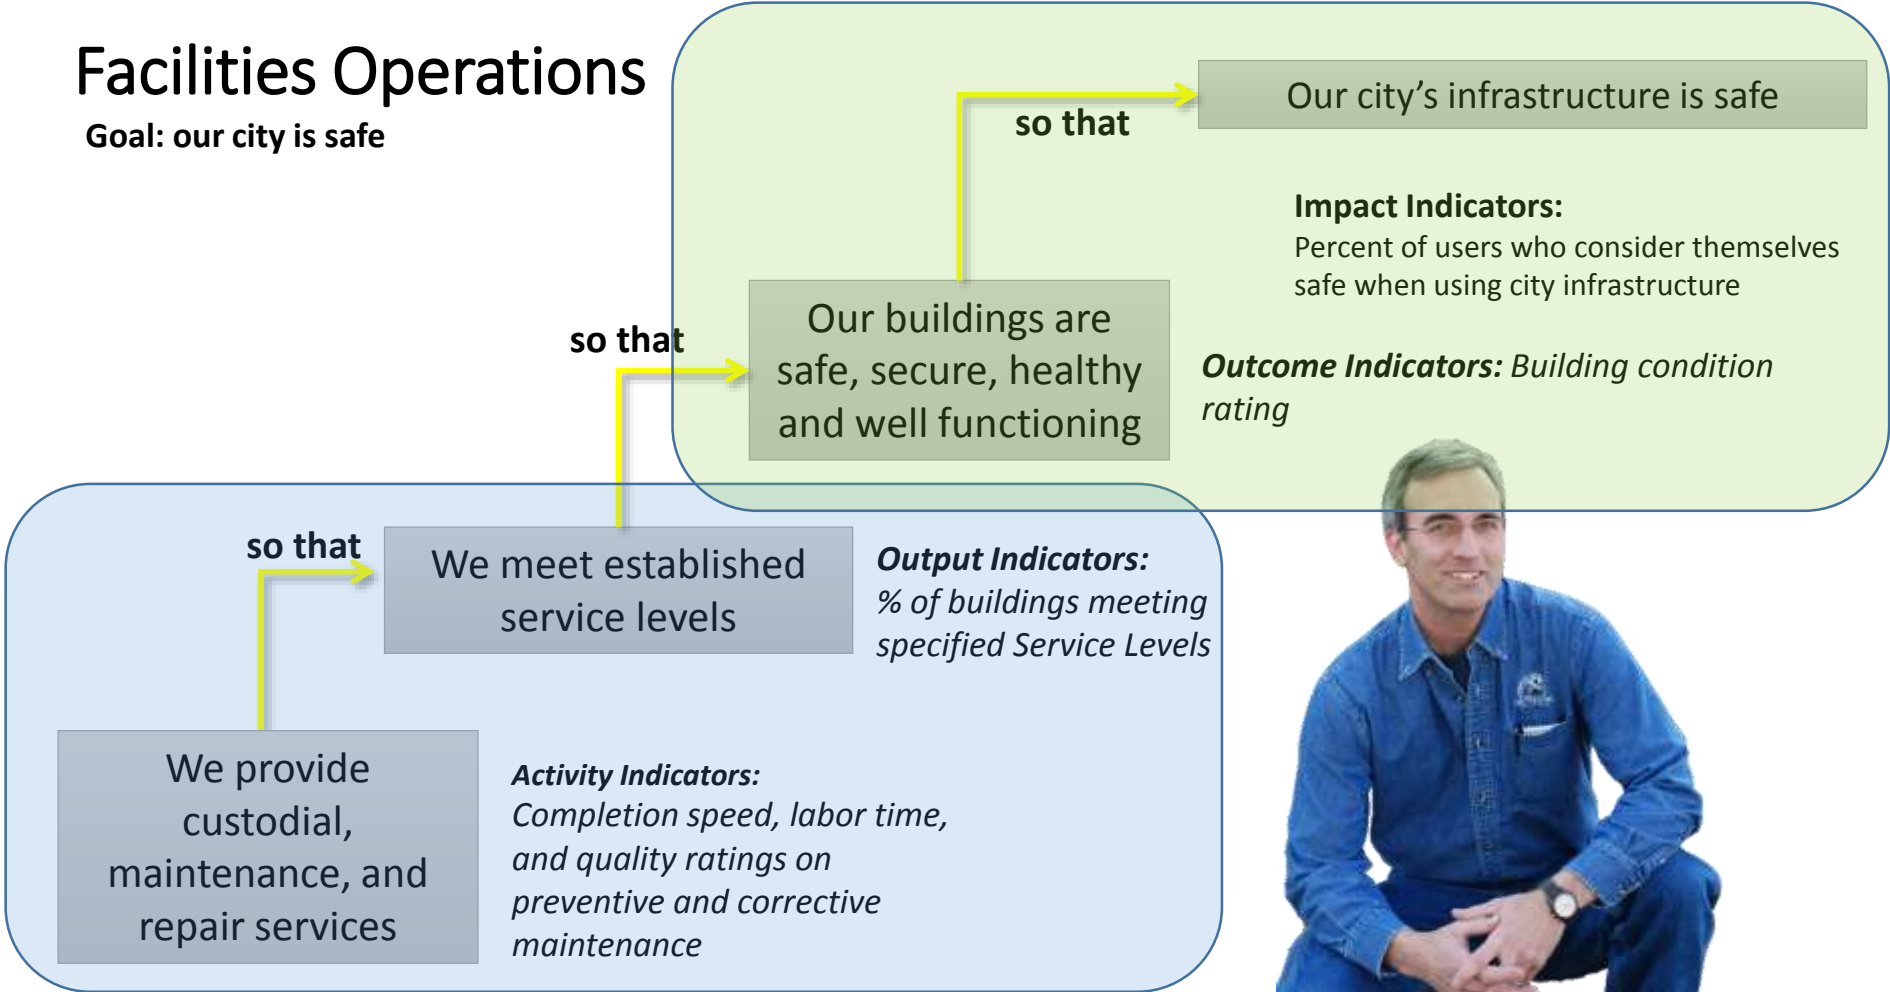 Facilities Operations
Goal: our city is safe
Our city's infrastructure is safe
so that
Impact Indicators:
Percent of users who consider themselves
safe when using city infrastructure
Our buildings are
safe, secure, healthy
and well functioning
so that
Outcome Indicators: Building condition
rating
so that
We meet established
service levels
Output Indicators:
% of buildings meeting
specified Service Levels
We provide
custodial,
maintenance, and
repair services
Activity Indicators:
Completion speed, labor time,
and quality ratings on
preventive and corrective
maintenance